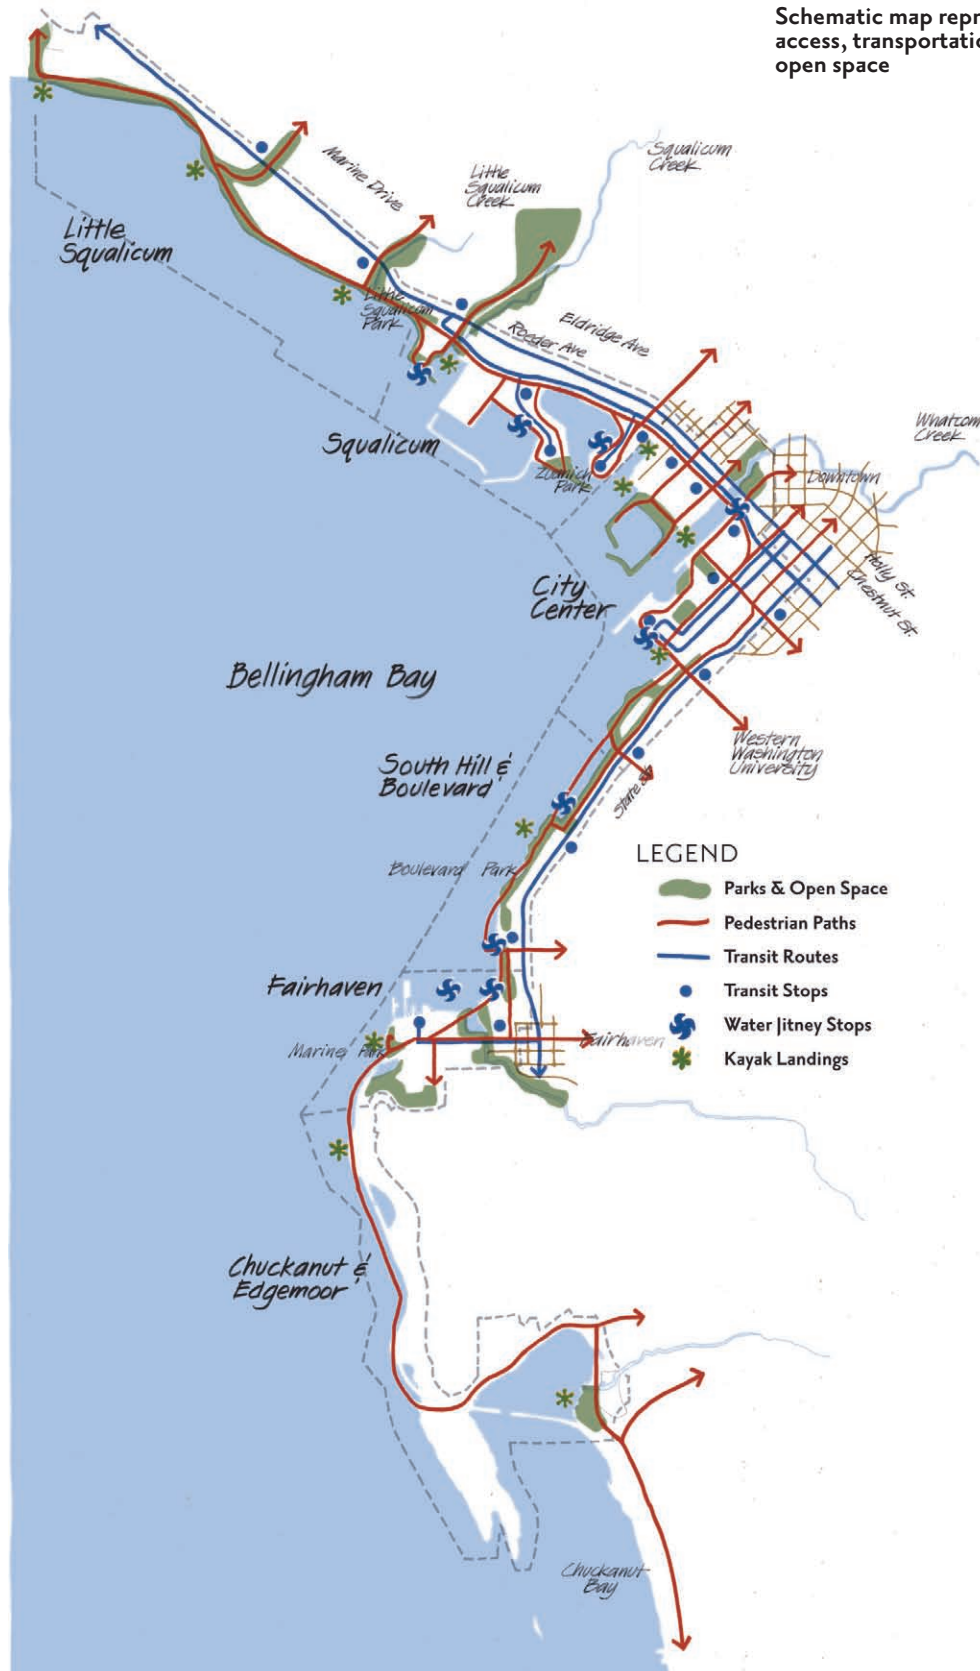 Schematic map repr
access, transportatio
open space
Marine Drive
Little
Squalicum
Creek
Squalicum
Creek
Little
Squalicum
Little
Squalicum
Park
Roeder Ave
Eldridge Ave
Whatcom
Creek
Squalicum
Zuanich
Park
Downtown
City
Center
Holly St.
Chestnut St.
Bellingham Bay
Western
Washington
University
South Hill &
Boulevard
State St.
Boulevard Park
LEGEND
Parks & Open Space
Pedestrian Paths
Transit Routes
Transit Stops
Water Jitney Stops
Kayak Landings
Fairhaven
Marine Park
Fairhaven
Chuckanut &
Edgemoor
Chuckanut
Bay